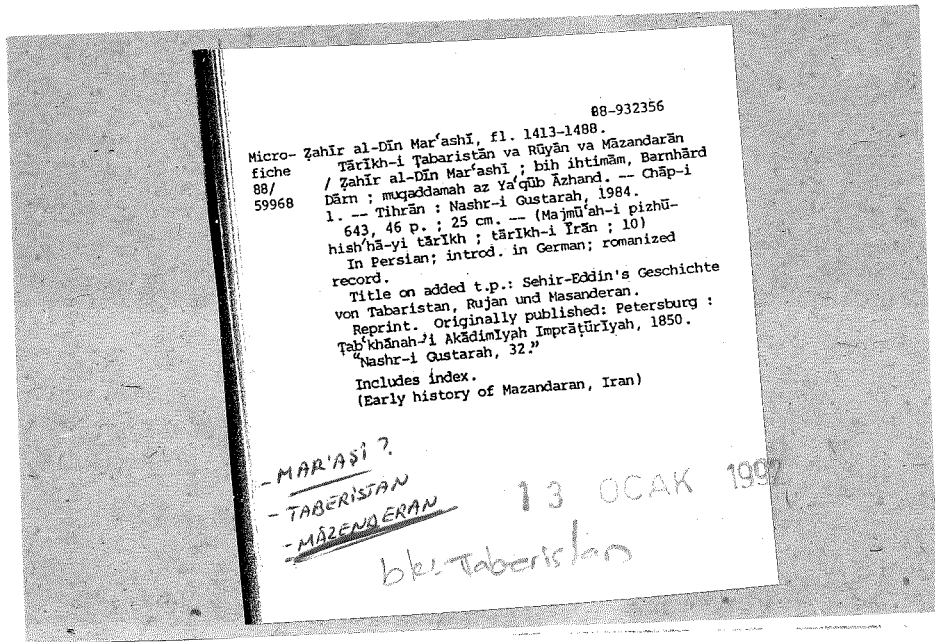 88-932356
Micro- Ẓahīr al-Dīn Marʻashī, fl. 1413-1488.
fiche Tārīkh-i Ṭabaristān va Rūyān va Māzandarān
88/ / Ẓahīr al-Dīn Marʻashī ; bih ihtimām, Barnhārd
59968 Dārn ; muqaddamah az Yaʻqūb Āzhand. -- Chāp-i
1. -- Tihrān : Nashr-i Gustarah, 1984.
643, 46 p. ; 25 cm. -- (Majmūʻah-i pizhū-
hishʹhā-yi tārīkh ; tārīkh-i Īrān ; 10)
In Persian; introd. in German; romanized
record.
Title on added t.p.: Sehir-Eddin's Geschichte
von Tabaristan, Rujan und Masanderan.
Reprint. Originally published: Petersburg :
Ṭabʻkhānah-ʼi Akādimīyah Imprāṭūrīyah, 1850.
"Nashr-i Gustarah, 32."
Includes index.
(Early history of Mazandaran, Iran)
- MAR'AŞİ ?
- TABERİSTAN
- MÂZENDERAN
13 OCAK 1992
bk. Taberistan